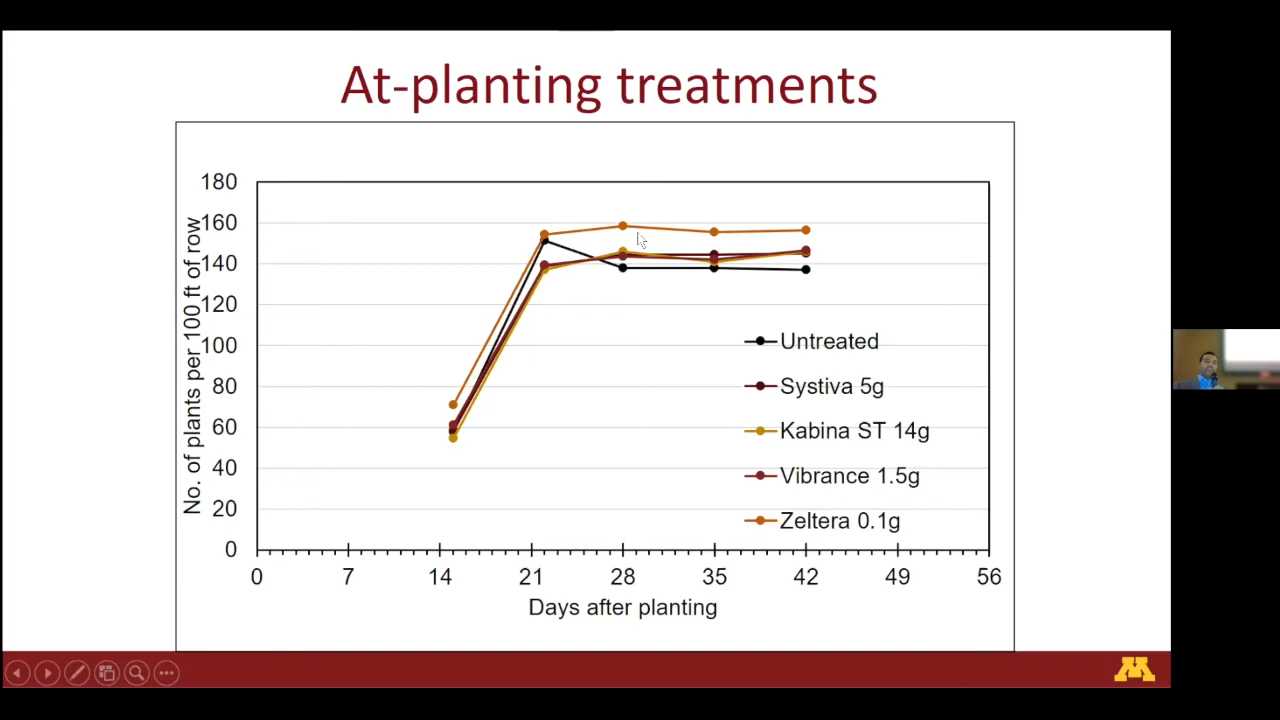 At-planting treatments
No. of plants per 100 ft of row
180
160
140
120
100
80
60
40
20
0
Untreated
Systiva 5g
Kabina ST 14g
Vibrance 1.5g
Zeltera 0.1g
0 7 14 21 28 35 42 49 56
Days after planting
M